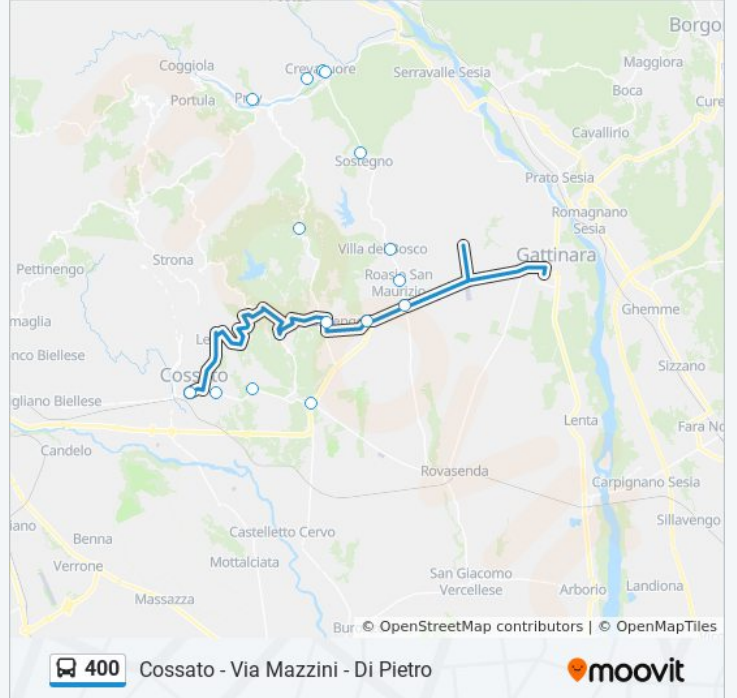 Borgo
Coggiola
Crevacuore
Serravalle Sesia
Maggiora
Boca
Portula
Cure
Cavallirio
Sostegno
Prato Sesia
Romagnano
Sesia
Villa del Bosco
Gattinara
Strona
Pettinengo
Roasio San
Maurizio
Ghemme
maglia
Le
nco Biellese
Sizzano
Cossato
gliano Biellese
Lenta
Fara No
Candelo
Rovasenda
Carpignano Sesia
Sillavengo
iano
Benna
Castelletto Cervo
Verrone
Mottalciata
San Giacomo
Vercellese
Arborio
Landiona
Massazza
Buro
© OpenStreetMap contributors | © OpenMapTiles
400 Cossato - Via Mazzini - Di Pietro
moovit